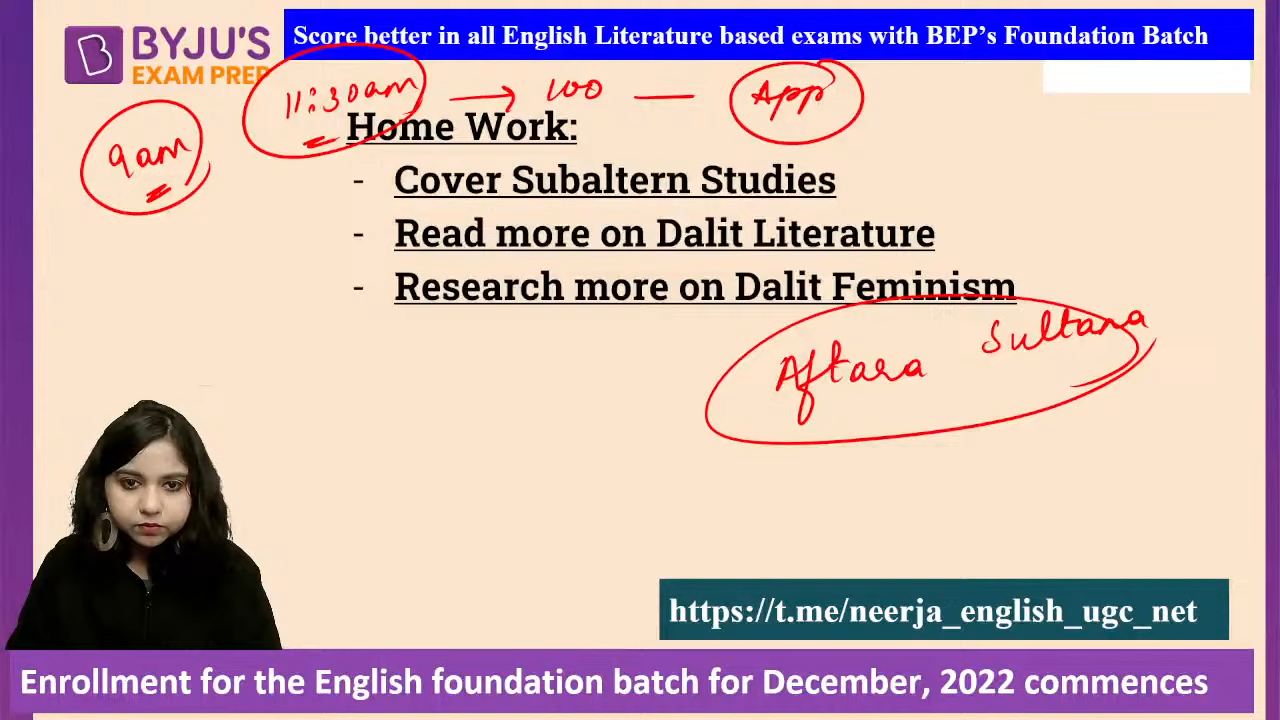 BYJU'S
EXAM PREP
Score better in all English Literature based exams with BEP's Foundation Batch
11:30am → 100 — App
9am
Home Work:
- Cover Subaltern Studies
- Read more on Dalit Literature
- Research more on Dalit Feminism
Aftara Sultana
https://t.me/neerja_english_ugc_net
Enrollment for the English foundation batch for December, 2022 commences